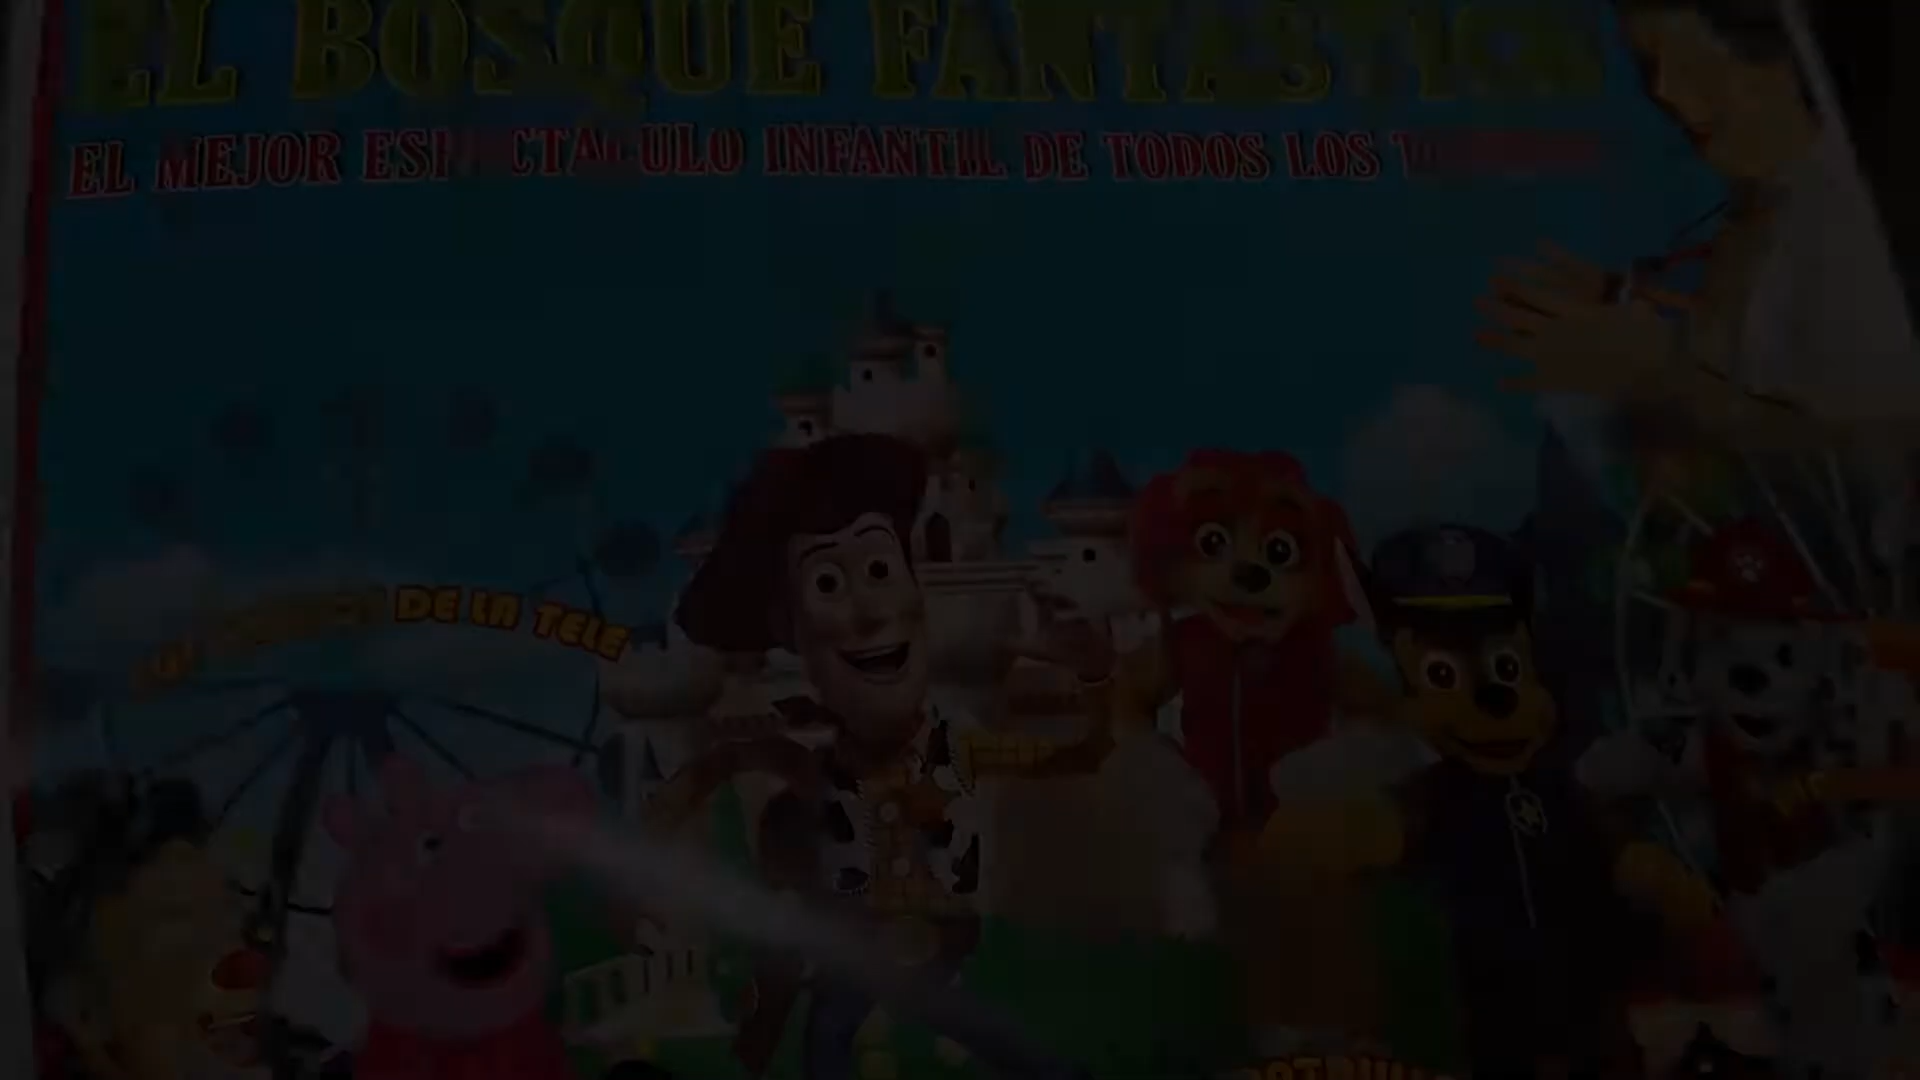 EL BOSQUE FANTASTICO
EL MEJOR ESPECTACULO INFANTIL DE TODOS LOS
DE LA TELE